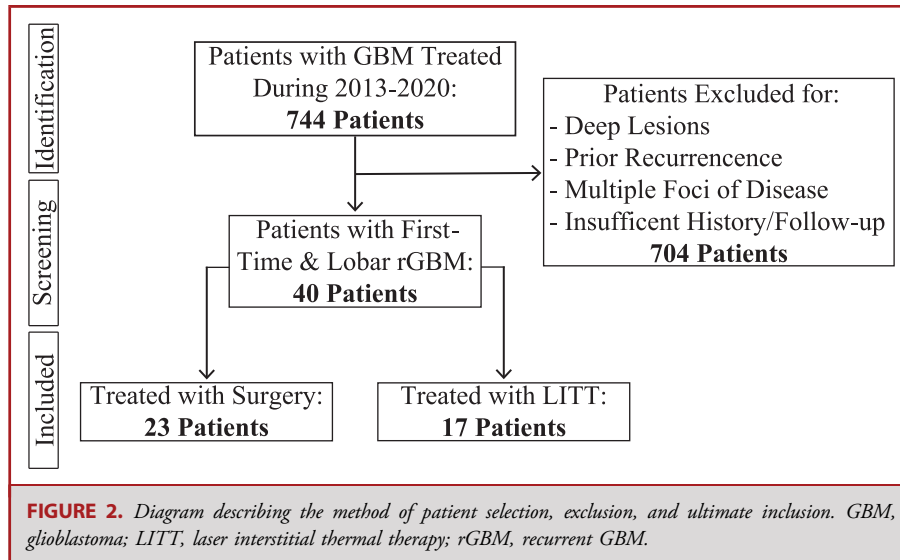 Identification
Patients with GBM Treated
During 2013-2020:
744 Patients
Patients Excluded for:
- Deep Lesions
- Prior Recurrencence
- Multiple Foci of Disease
- Insufficent History/Follow-up
704 Patients
Screening
Patients with First-
Time & Lobar rGBM:
40 Patients
Included
Treated with Surgery:
23 Patients
Treated with LITT:
17 Patients
FIGURE 2. Diagram describing the method of patient selection, exclusion, and ultimate inclusion. GBM,
glioblastoma; LITT, laser interstitial thermal therapy; rGBM, recurrent GBM.